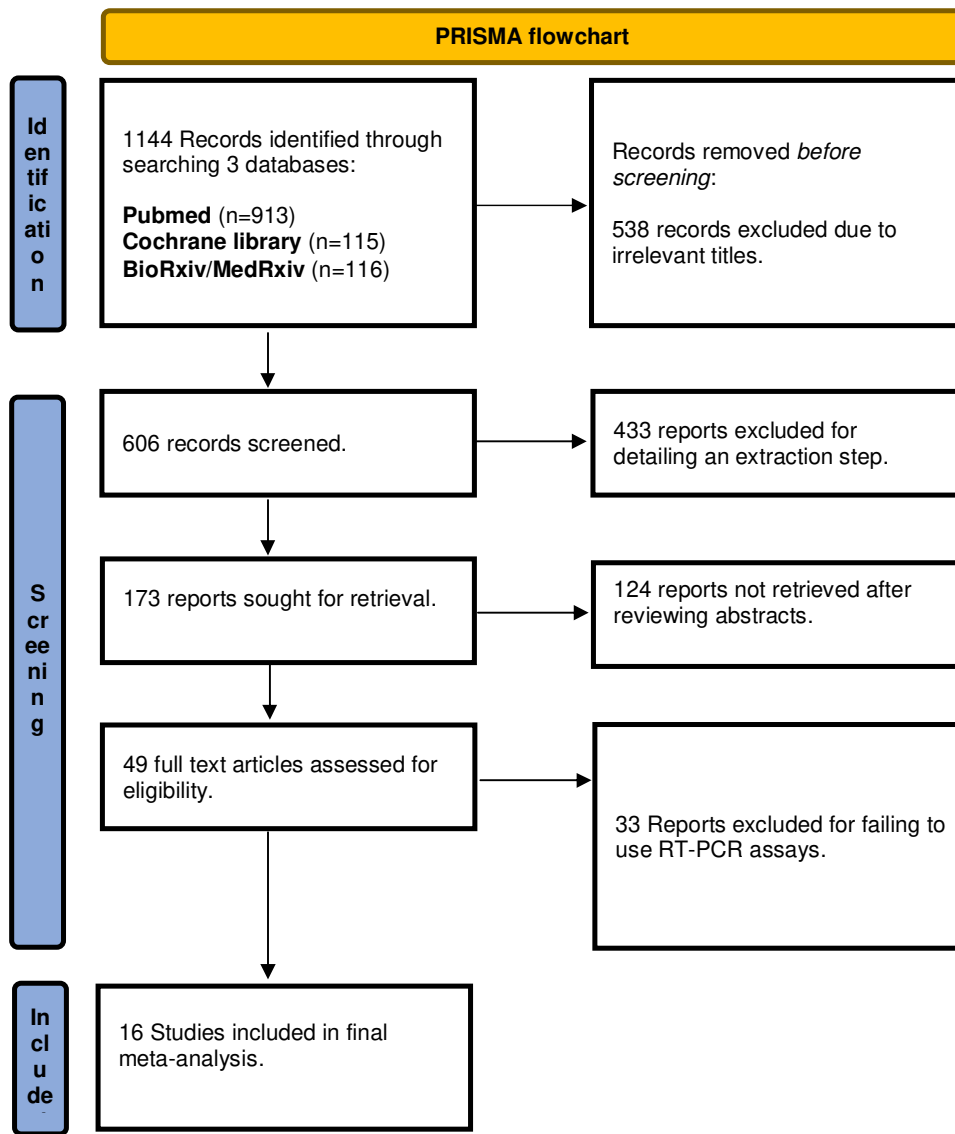 PRISMA flowchart
Id
en
tif
ic
ati
o
n
1144 Records identified through
searching 3 databases:
Pubmed (n=913)
Cochrane library (n=115)
BioRxiv/MedRxiv (n=116)
Records removed before
screening:
538 records excluded due to
irrelevant titles.
S
cr
ee
ni
n
g
606 records screened.
433 reports excluded for
detailing an extraction step.
173 reports sought for retrieval.
124 reports not retrieved after
reviewing abstracts.
49 full text articles assessed for
eligibility.
33 Reports excluded for failing to
use RT-PCR assays.
In
cl
u
de
16 Studies included in final
meta-analysis.